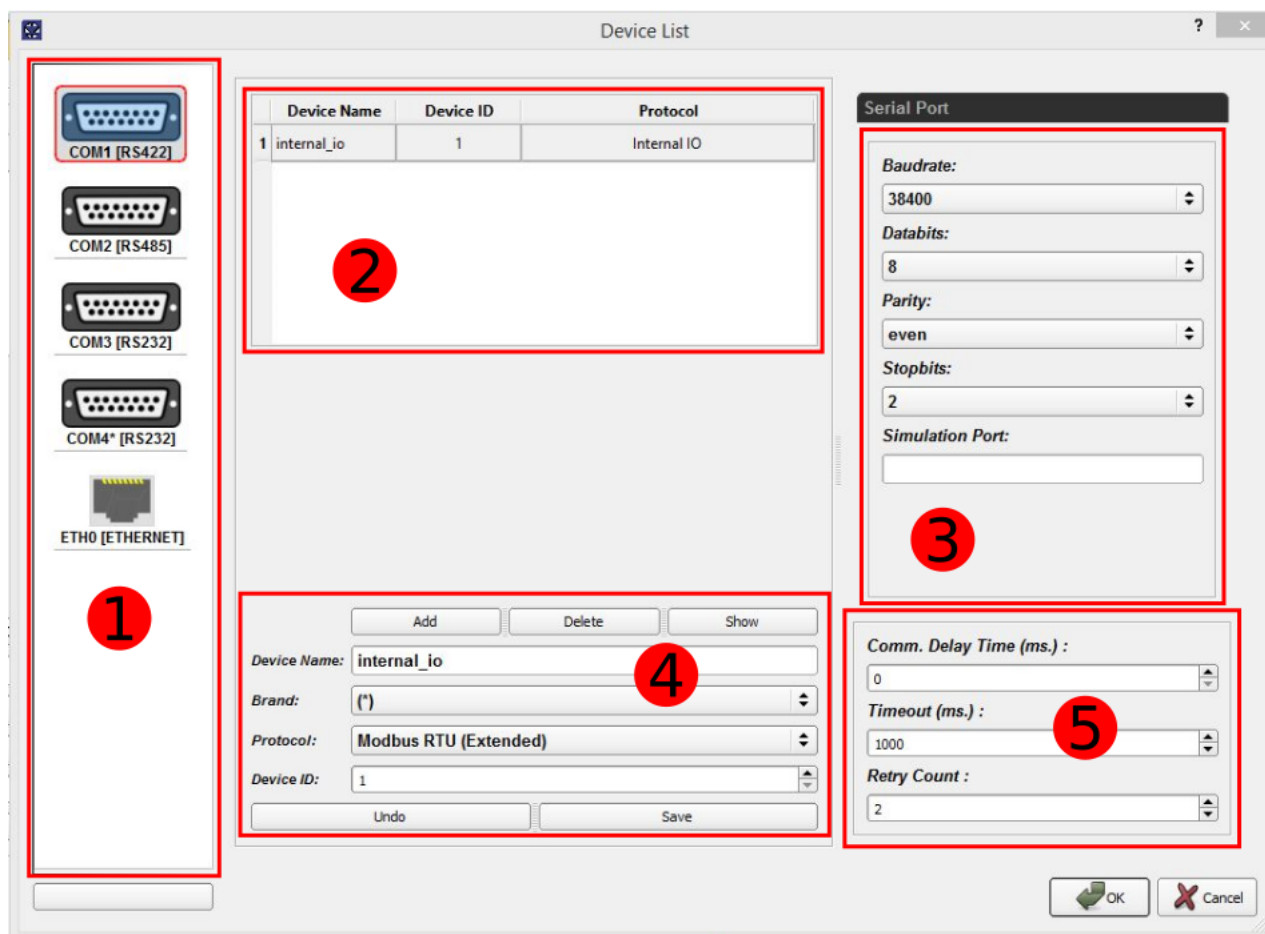 Device List
?
COM1 [RS422]
COM2 [RS485]
COM3 [RS232]
COM4* [RS232]
ETH0 [ETHERNET]
1
Device Name Device ID Protocol
1 internal_io 1 Internal IO
2
Add Delete Show
Device Name: internal_io
Brand: (*)
Protocol: Modbus RTU (Extended)
Device ID: 1
Undo Save
4
Serial Port
Baudrate:
38400
Databits:
8
Parity:
even
Stopbits:
2
Simulation Port:
3
Comm. Delay Time (ms.) :
0
Timeout (ms.) :
1000
Retry Count :
2
5
OK Cancel